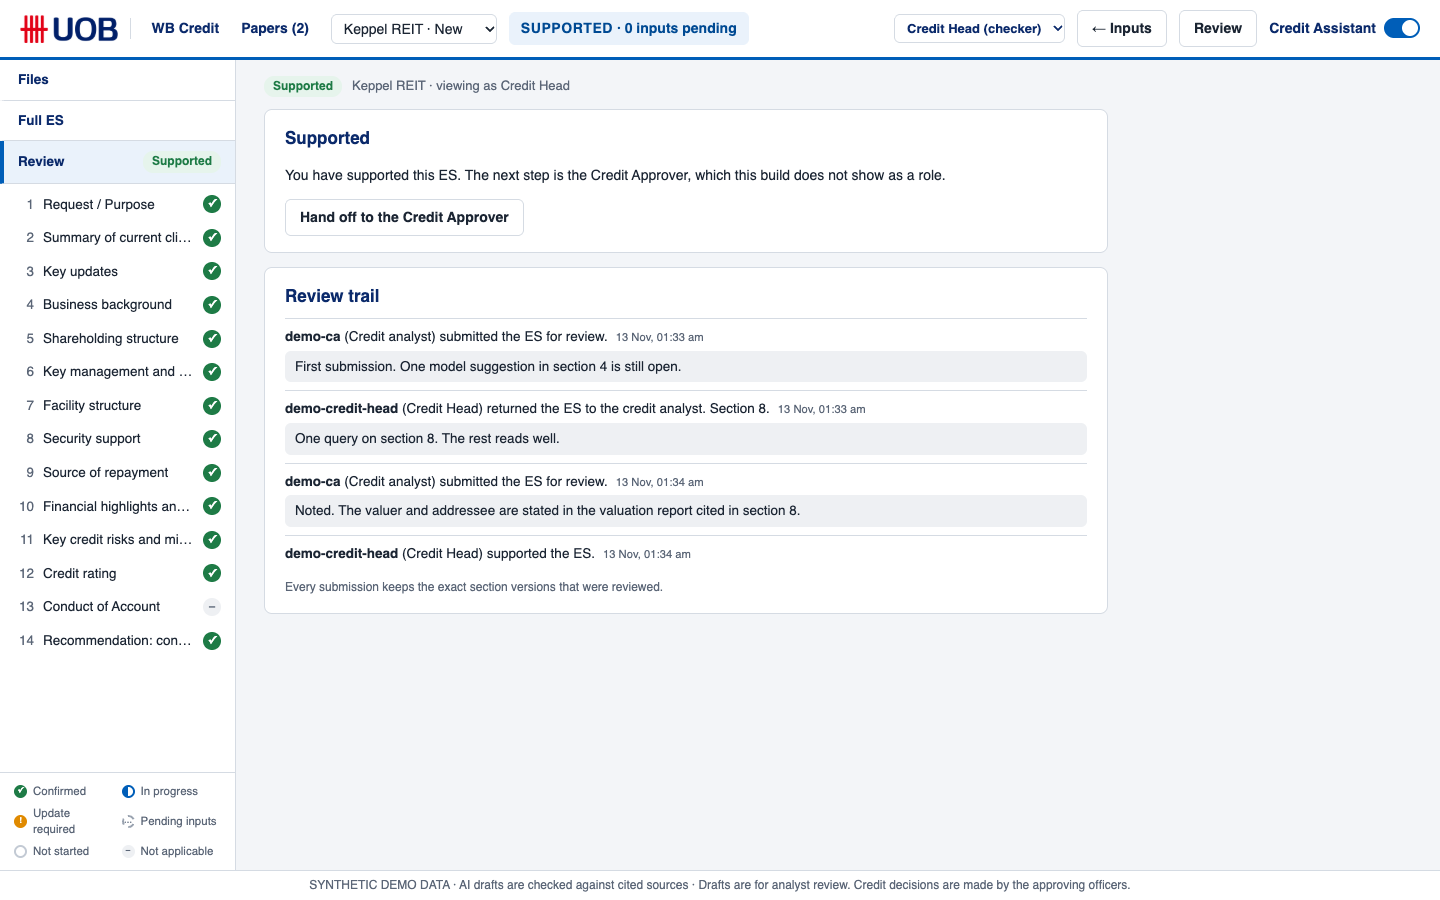 UOB
WB Credit
Papers (2)
Keppel REIT · New
SUPPORTED · 0 inputs pending
Credit Head (checker)
← Inputs
Review
Credit Assistant
Files
Full ES
Review
Supported
1 Request / Purpose
2 Summary of current cli...
3 Key updates
4 Business background
5 Shareholding structure
6 Key management and ...
7 Facility structure
8 Security support
9 Source of repayment
10 Financial highlights an...
11 Key credit risks and mi...
12 Credit rating
13 Conduct of Account
14 Recommendation: con...
Confirmed
In progress
Update required
Pending inputs
Not started
Not applicable
Supported
Keppel REIT · viewing as Credit Head
Supported
You have supported this ES. The next step is the Credit Approver, which this build does not show as a role.
Hand off to the Credit Approver
Review trail
demo-ca (Credit analyst) submitted the ES for review. 13 Nov, 01:33 am
First submission. One model suggestion in section 4 is still open.
demo-credit-head (Credit Head) returned the ES to the credit analyst. Section 8. 13 Nov, 01:33 am
One query on section 8. The rest reads well.
demo-ca (Credit analyst) submitted the ES for review. 13 Nov, 01:34 am
Noted. The valuer and addressee are stated in the valuation report cited in section 8.
demo-credit-head (Credit Head) supported the ES. 13 Nov, 01:34 am
Every submission keeps the exact section versions that were reviewed.
SYNTHETIC DEMO DATA · AI drafts are checked against cited sources · Drafts are for analyst review. Credit decisions are made by the approving officers.